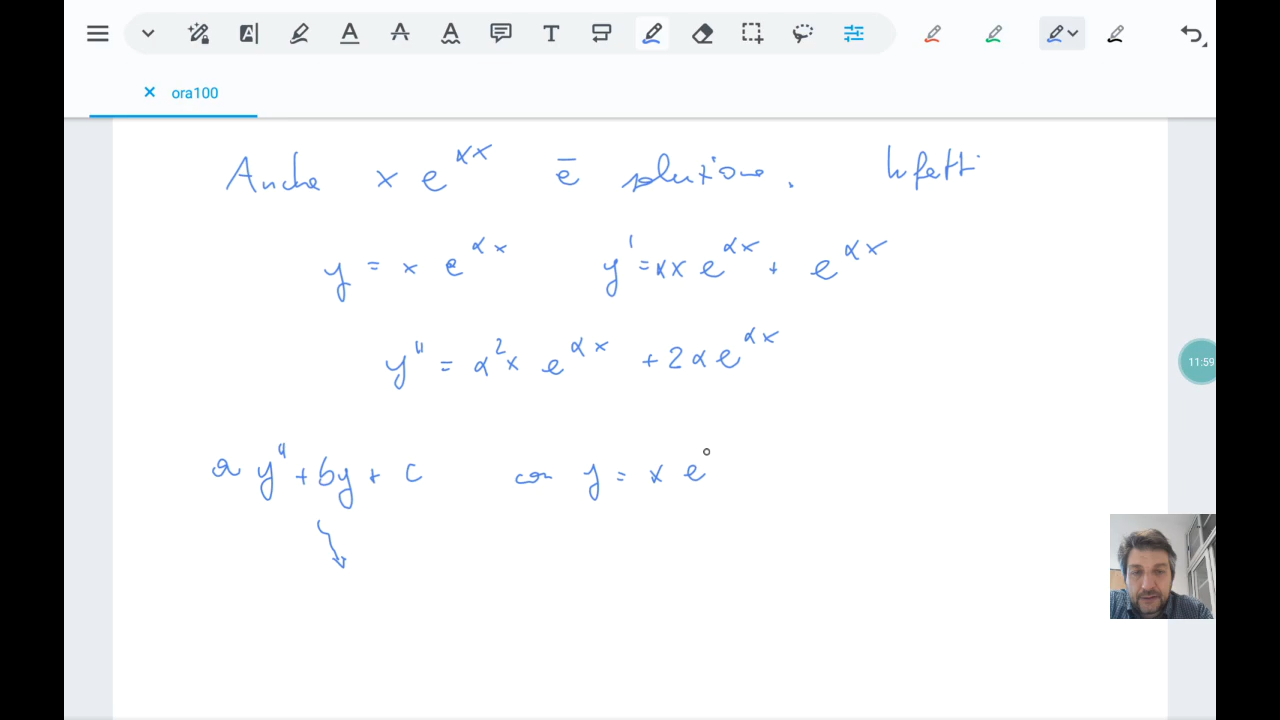 ora100
Anche x e^{αx} ē soluzione. Infatti
y = x e^{αx} y' = αx e^{αx} + e^{αx}
y'' = α²x e^{αx} + 2α e^{αx}
a y'' + by + c con y = x e
11:59